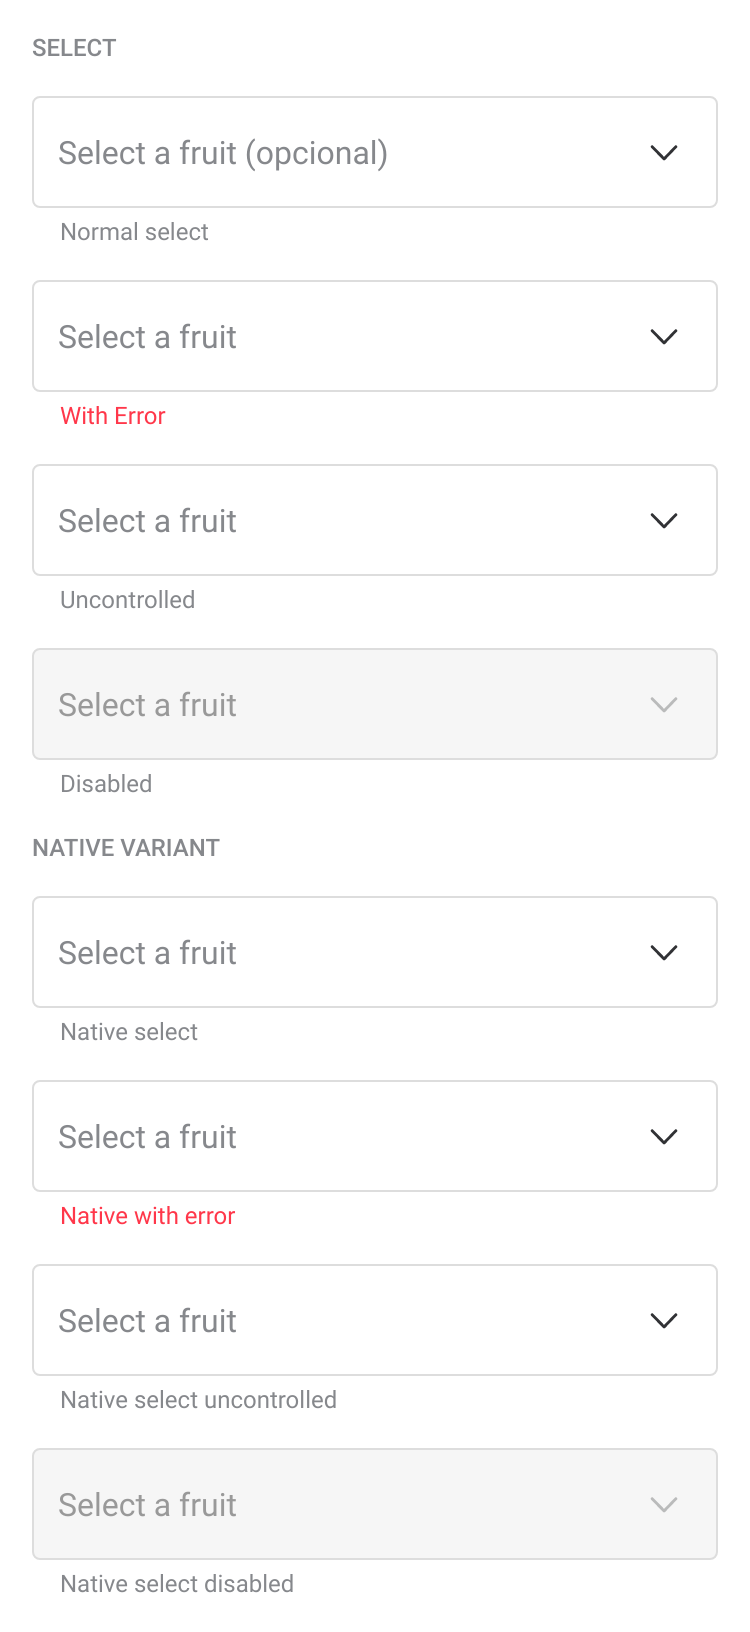 SELECT
Select a fruit (opcional)
Normal select
Select a fruit
With Error
Select a fruit
Uncontrolled
Select a fruit
Disabled
NATIVE VARIANT
Select a fruit
Native select
Select a fruit
Native with error
Select a fruit
Native select uncontrolled
Select a fruit
Native select disabled